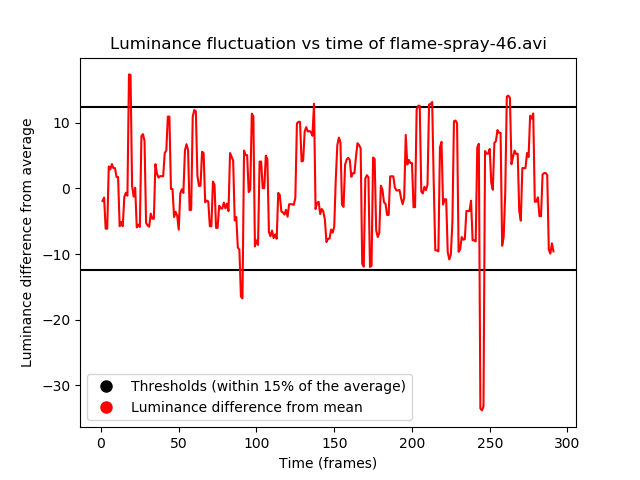 Luminance fluctuation vs time of flame-spray-46.avi
Luminance difference from average
10
0
−10
−20
−30
Thresholds (within 15% of the average)
Luminance difference from mean
0 50 100 150 200 250 300
Time (frames)